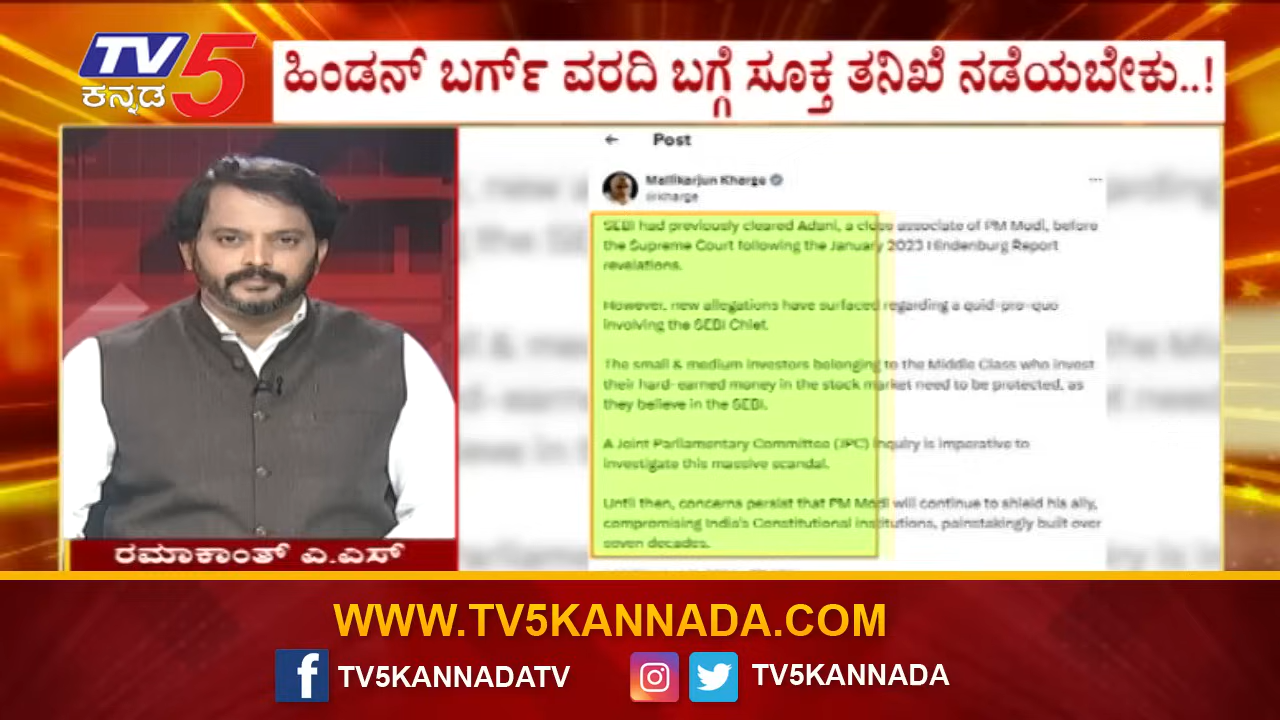 TV5
ಕನ್ನಡ
ಹಿಂಡನ್ ಬರ್ಗ್ ವರದಿ ಬಗ್ಗೆ ಸೂಕ್ತ ತನಿಖೆ ನಡೆಯಬೇಕು..!
← Post
Mallikarjun Kharge
@kharge
SEBI had previously cleared Adani, a close associate of PM Modi, before
the Supreme Court following the January 2023 Hindenburg Report
revelations.
However, new allegations have surfaced regarding a quid-pro-quo
involving the SEBI Chief.
The small & medium investors belonging to the Middle Class who invest
their hard-earned money in the stock market need to be protected, as
they believe in the SEBI.
A Joint Parliamentary Committee (JPC) inquiry is imperative to
investigate this massive scandal.
Until then, concerns persist that PM Modi will continue to shield his ally,
compromising India's Constitutional institutions, painstakingly built over
seven decades.
ರಮಾಕಾಂತ್ ಎ.ಎಸ್
WWW.TV5KANNADA.COM
TV5KANNADATV
TV5KANNADA